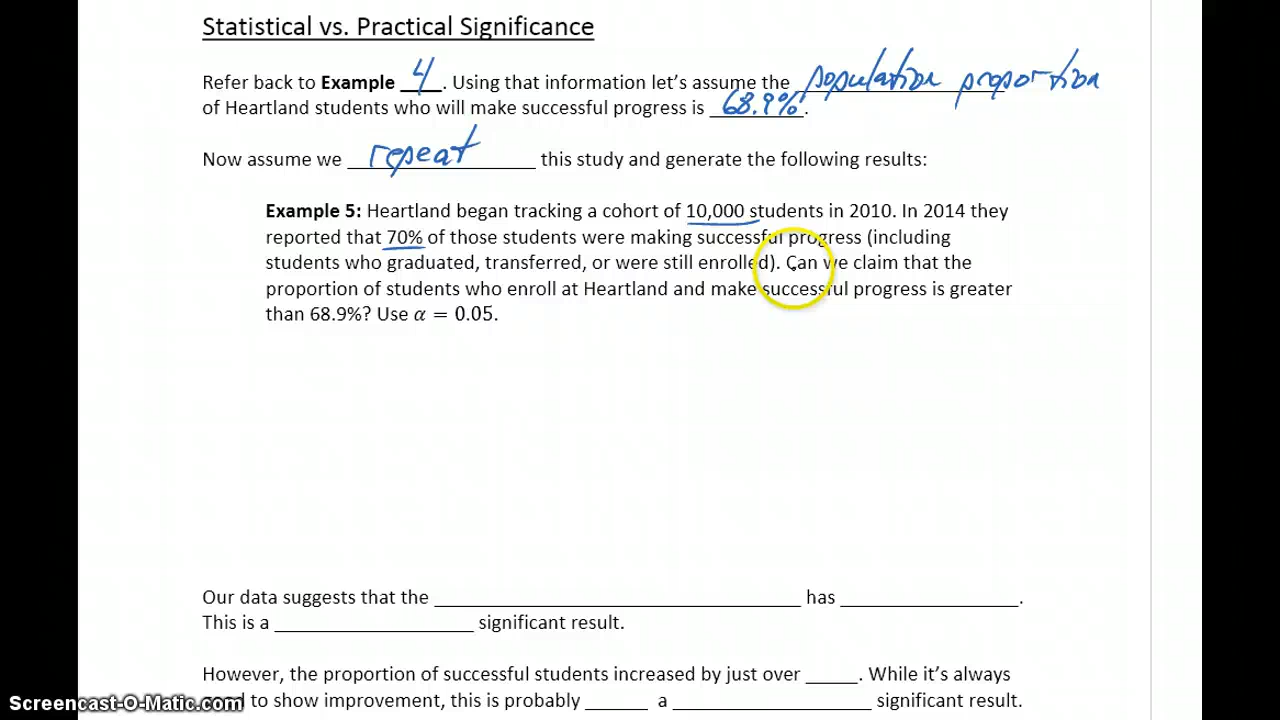 Statistical vs. Practical Significance
Refer back to Example 4. Using that information let's assume the population proportion
of Heartland students who will make successful progress is 68.9%.
Now assume we repeat this study and generate the following results:
Example 5: Heartland began tracking a cohort of 10,000 students in 2010. In 2014 they
reported that 70% of those students were making successful progress (including
students who graduated, transferred, or were still enrolled). Can we claim that the
proportion of students who enroll at Heartland and make successful progress is greater
than 68.9%? Use α = 0.05.
Our data suggests that the ____ has ____.
This is a ____ significant result.
However, the proportion of successful students increased by just over ____. While it's always
to show improvement, this is probably ____ a ____ significant result.
Screencast-O-Matic.com